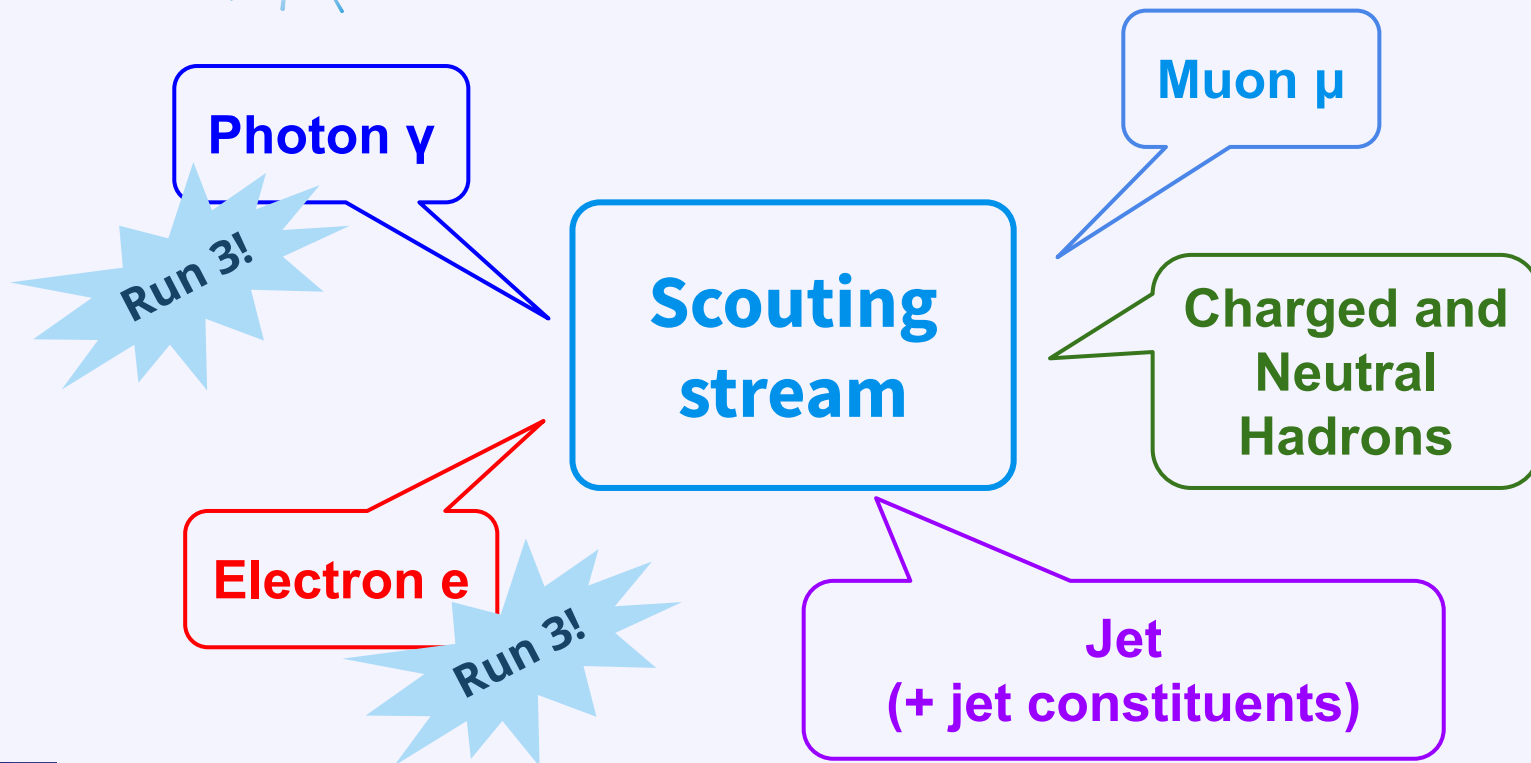 Photon γ
Run 3!
Muon μ
Scouting
stream
Charged and
Neutral
Hadrons
Electron e
Run 3!
Jet
(+ jet constituents)